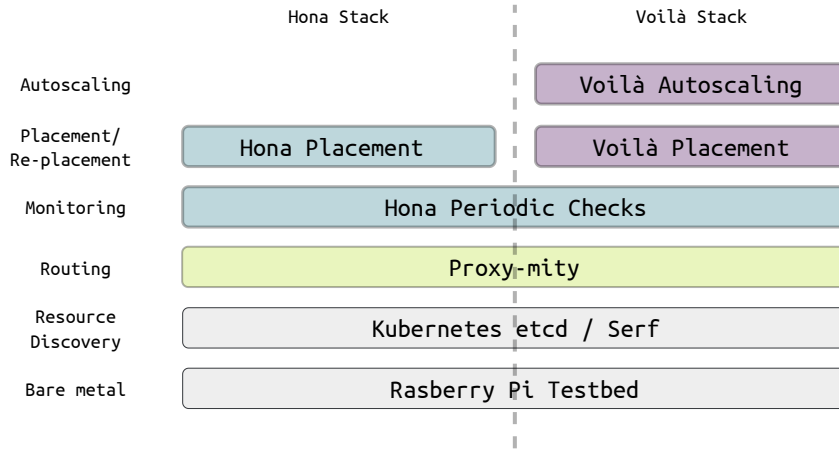 Hona Stack
Voilà Stack
Autoscaling
Voilà Autoscaling
Placement/
Re-placement
Hona Placement
Voilà Placement
Monitoring
Hona Periodic Checks
Routing
Proxy-mity
Resource
Discovery
Kubernetes etcd / Serf
Bare metal
Rasberry Pi Testbed